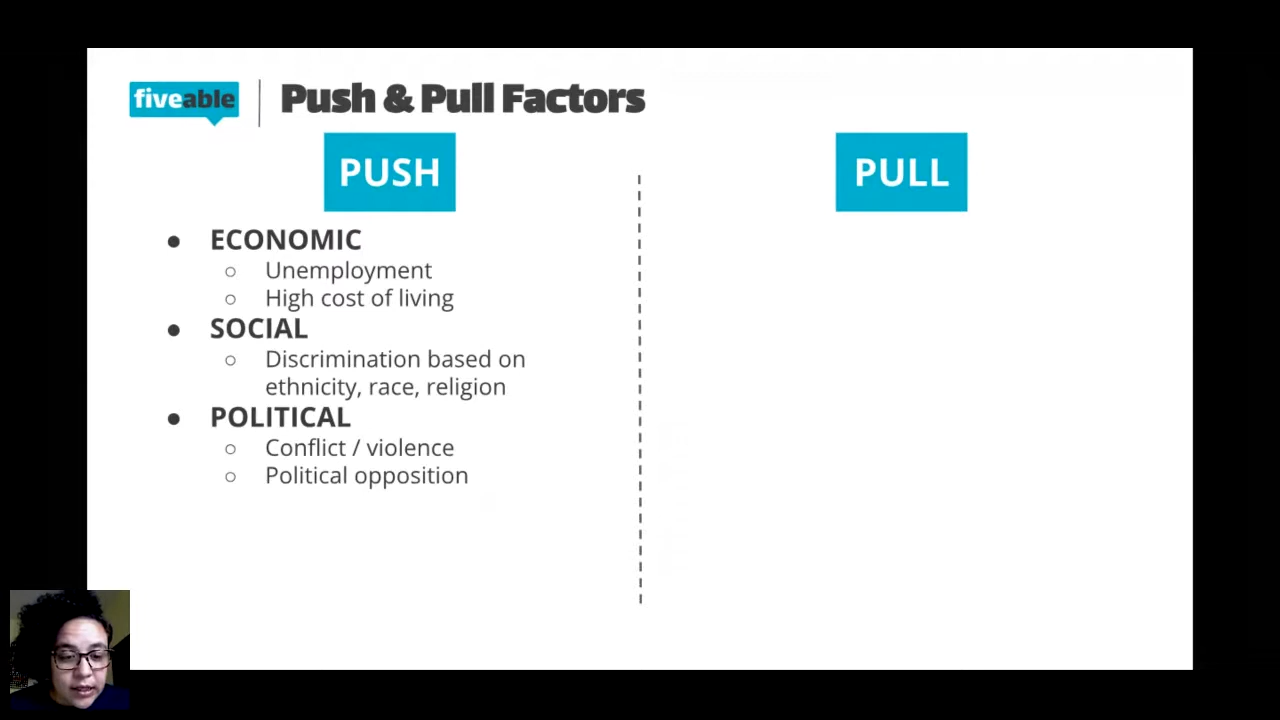 fiveable
Push & Pull Factors
PUSH
ECONOMIC
Unemployment
High cost of living
SOCIAL
Discrimination based on
ethnicity, race, religion
POLITICAL
Conflict / violence
Political opposition
PULL